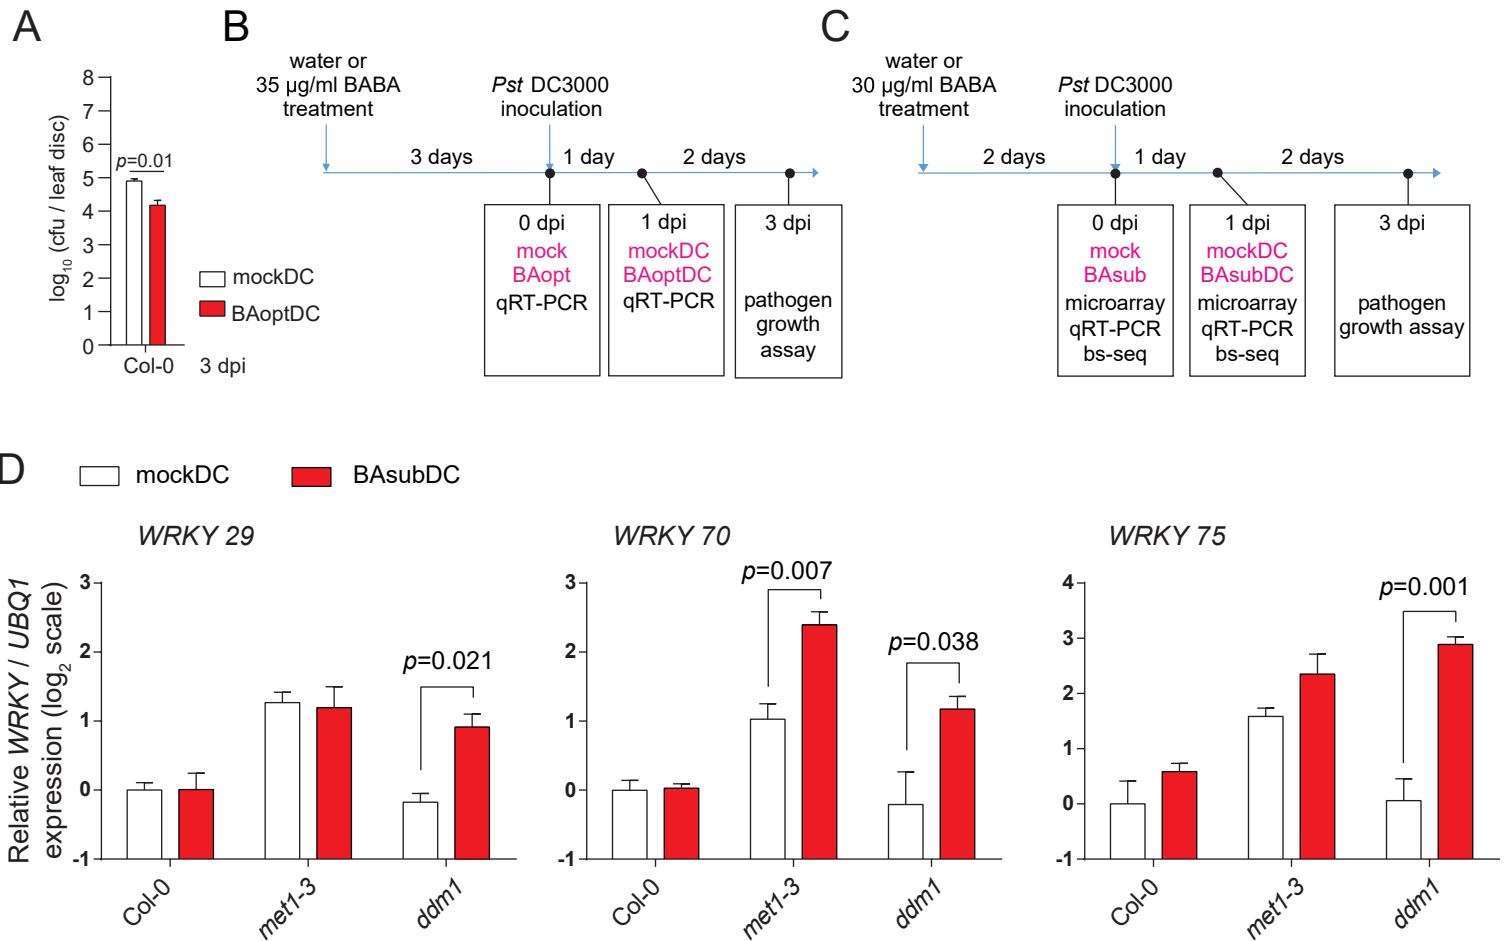 A
B
C
8
7
6
5
4
3
2
1
0
log10 (cfu / leaf disc)
p=0.01
Col-0
3 dpi
mockDC
BAoptDC
water or
35 µg/ml BABA
treatment
Pst DC3000
inoculation
3 days
1 day
2 days
0 dpi
mock
BAopt
qRT-PCR
1 dpi
mockDC
BAoptDC
qRT-PCR
3 dpi
pathogen
growth
assay
water or
30 µg/ml BABA
treatment
Pst DC3000
inoculation
2 days
1 day
2 days
0 dpi
mock
BAsub
microarray
qRT-PCR
bs-seq
1 dpi
mockDC
BAsubDC
microarray
qRT-PCR
bs-seq
3 dpi
pathogen
growth assay
D
mockDC
BAsubDC
Relative WRKY / UBQ1
expression (log2 scale)
WRKY 29
3
2
1
0
-1
p=0.021
Col-0
met1-3
ddm1
WRKY 70
3
2
1
0
-1
p=0.007
p=0.038
Col-0
met1-3
ddm1
WRKY 75
4
3
2
1
0
-1
p=0.001
Col-0
met1-3
ddm1